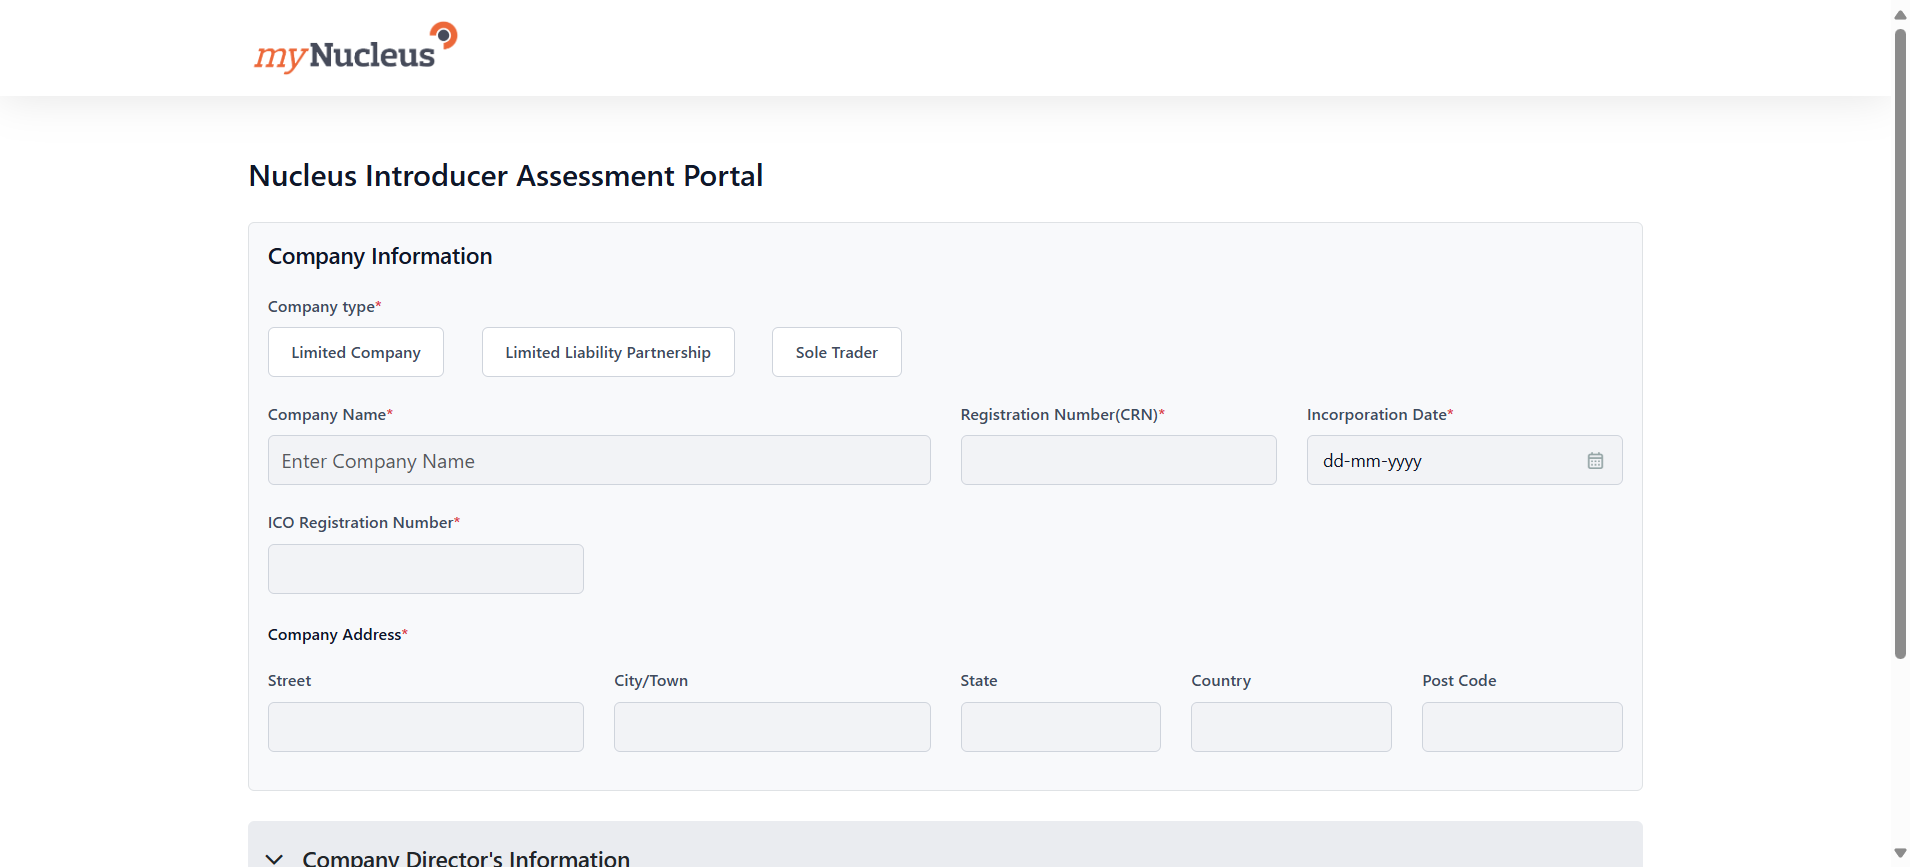 myNucleus
Nucleus Introducer Assessment Portal
Company Information
Company type*
Limited Company Limited Liability Partnership Sole Trader
Company Name* Registration Number(CRN)* Incorporation Date*
Enter Company Name dd-mm-yyyy
ICO Registration Number*
Company Address*
Street City/Town State Country Post Code
Company Director's Information